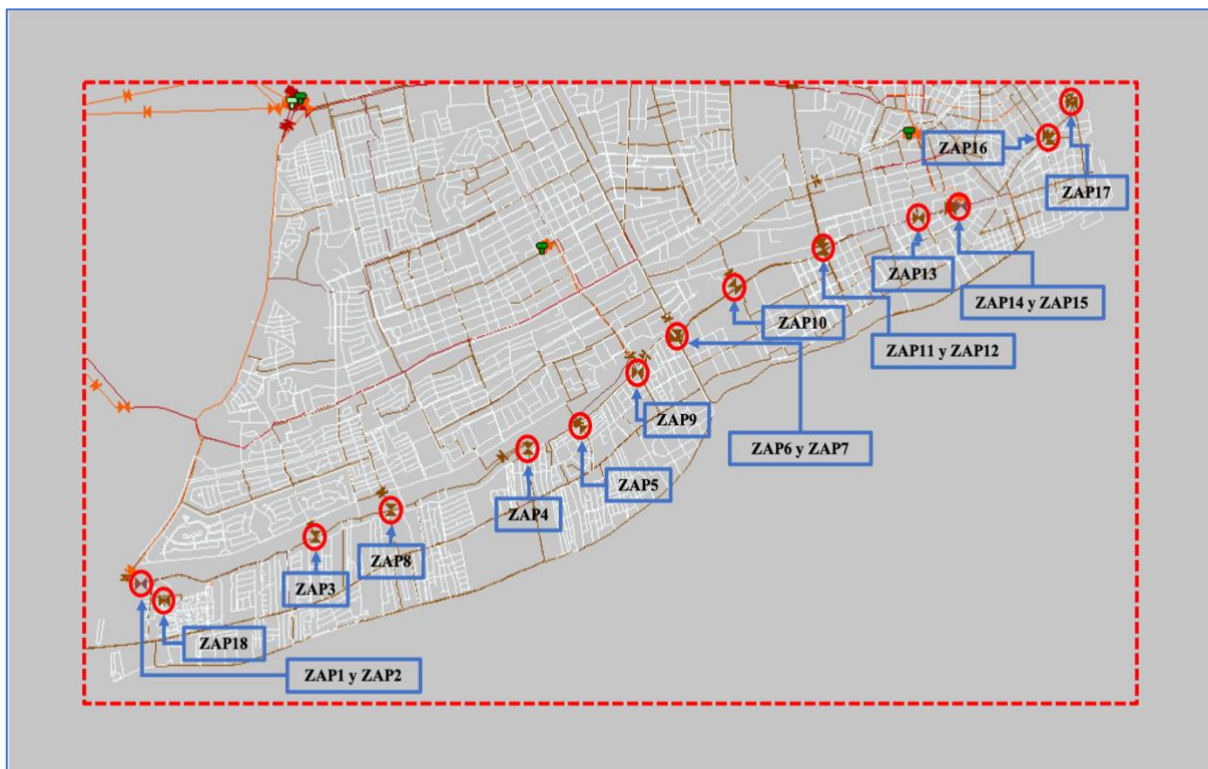 ZAP16
ZAP17
ZAP13
ZAP14 y ZAP15
ZAP10
ZAP11 y ZAP12
ZAP9
ZAP6 y ZAP7
ZAP5
ZAP4
ZAP8
ZAP3
ZAP18
ZAP1 y ZAP2